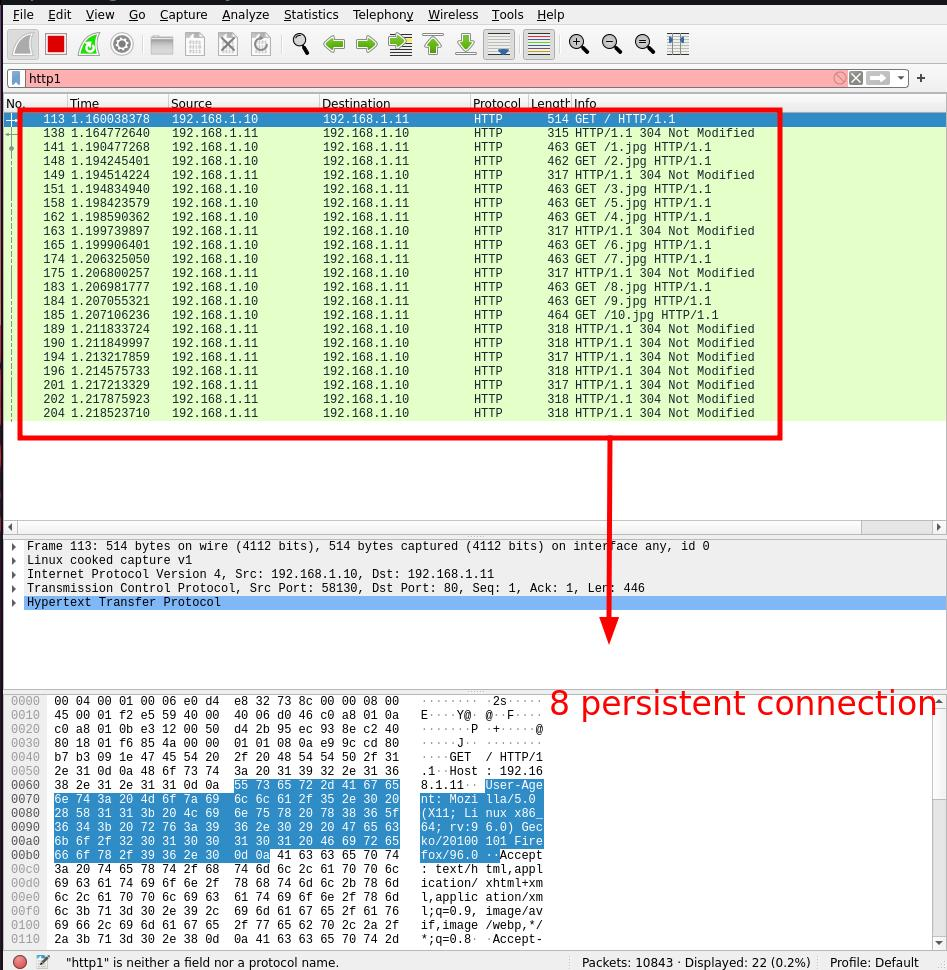 File Edit View Go Capture Analyze Statistics Telephony Wireless Tools Help
http1
No. Time Source Destination Protocol Length Info
113 1.160038378 192.168.1.10 192.168.1.11 HTTP 514 GET / HTTP/1.1
138 1.164772640 192.168.1.11 192.168.1.10 HTTP 315 HTTP/1.1 304 Not Modified
141 1.190477268 192.168.1.10 192.168.1.11 HTTP 463 GET /1.jpg HTTP/1.1
148 1.194245401 192.168.1.10 192.168.1.11 HTTP 462 GET /2.jpg HTTP/1.1
149 1.194514224 192.168.1.11 192.168.1.10 HTTP 317 HTTP/1.1 304 Not Modified
151 1.194834940 192.168.1.10 192.168.1.11 HTTP 463 GET /3.jpg HTTP/1.1
158 1.198423579 192.168.1.10 192.168.1.11 HTTP 463 GET /5.jpg HTTP/1.1
162 1.198590362 192.168.1.10 192.168.1.11 HTTP 463 GET /4.jpg HTTP/1.1
163 1.199739897 192.168.1.11 192.168.1.10 HTTP 317 HTTP/1.1 304 Not Modified
165 1.199906401 192.168.1.10 192.168.1.11 HTTP 463 GET /6.jpg HTTP/1.1
174 1.206325050 192.168.1.10 192.168.1.11 HTTP 463 GET /7.jpg HTTP/1.1
175 1.206800257 192.168.1.11 192.168.1.10 HTTP 317 HTTP/1.1 304 Not Modified
183 1.206981777 192.168.1.10 192.168.1.11 HTTP 463 GET /8.jpg HTTP/1.1
184 1.207055321 192.168.1.10 192.168.1.11 HTTP 463 GET /9.jpg HTTP/1.1
185 1.207106236 192.168.1.10 192.168.1.11 HTTP 464 GET /10.jpg HTTP/1.1
189 1.211833724 192.168.1.11 192.168.1.10 HTTP 318 HTTP/1.1 304 Not Modified
190 1.211849997 192.168.1.11 192.168.1.10 HTTP 318 HTTP/1.1 304 Not Modified
194 1.213217859 192.168.1.11 192.168.1.10 HTTP 317 HTTP/1.1 304 Not Modified
196 1.214575733 192.168.1.11 192.168.1.10 HTTP 318 HTTP/1.1 304 Not Modified
201 1.217213329 192.168.1.11 192.168.1.10 HTTP 317 HTTP/1.1 304 Not Modified
202 1.217875923 192.168.1.11 192.168.1.10 HTTP 318 HTTP/1.1 304 Not Modified
204 1.218523710 192.168.1.11 192.168.1.10 HTTP 318 HTTP/1.1 304 Not Modified
Frame 113: 514 bytes on wire (4112 bits), 514 bytes captured (4112 bits) on interface any, id 0
Linux cooked capture v1
Internet Protocol Version 4, Src: 192.168.1.10, Dst: 192.168.1.11
Transmission Control Protocol, Src Port: 58130, Dst Port: 80, Seq: 1, Ack: 1, Len: 446
Hypertext Transfer Protocol
8 persistent connection
0000 00 04 00 01 00 06 e0 d4 e8 32 73 8c 00 00 08 00 ········ ·2s·····
0010 45 00 01 f2 e5 59 40 00 40 06 d0 46 c0 a8 01 0a E····Y@· @··F····
0020 c0 a8 01 0b e3 12 00 50 d4 2b 95 ec 93 8e c2 40 ·······P ·+·····@
0030 80 18 01 f6 85 4a 00 00 01 01 08 0a e9 9c cd 80 ·····J·· ········
0040 b7 b3 09 1e 47 45 54 20 2f 20 48 54 54 50 2f 31 ····GET / HTTP/1
0050 2e 31 0d 0a 48 6f 73 74 3a 20 31 39 32 2e 31 36 .1··Host : 192.16
0060 38 2e 31 2e 31 31 0d 0a 55 73 65 72 2d 41 67 65 8.1.11·· User-Age
0070 6e 74 3a 20 4d 6f 7a 69 6c 6c 61 2f 35 2e 30 20 nt: Mozi lla/5.0
0080 28 58 31 31 3b 20 4c 69 6e 75 78 20 78 38 36 5f (X11; Li nux x86_
0090 36 34 3b 20 72 76 3a 39 36 2e 30 29 20 47 65 63 64; rv:9 6.0) Gec
00a0 6b 6f 2f 32 30 31 30 30 31 30 31 20 46 69 72 65 ko/20100 101 Fire
00b0 66 6f 78 2f 39 36 2e 30 0d 0a 41 63 63 65 70 74 fox/96.0 ··Accept
00c0 3a 20 74 65 78 74 2f 68 74 6d 6c 2c 61 70 70 6c : text/h tml,appl
00d0 69 63 61 74 69 6f 6e 2f 78 68 74 6d 6c 2b 78 6d ication/ xhtml+xm
00e0 6c 2c 61 70 70 6c 69 63 61 74 69 6f 6e 2f 78 6d l,applic ation/xm
00f0 6c 3b 71 3d 30 2e 39 2c 69 6d 61 67 65 2f 61 76 l;q=0.9, image/av
0100 69 66 2c 69 6d 61 67 65 2f 77 65 62 70 2c 2a 2f if,image /webp,*/
0110 2a 3b 71 3d 30 2e 38 0d 0a 41 63 63 65 70 74 2d *;q=0.8· ·Accept-
"http1" is neither a field nor a protocol name. Packets: 10843 · Displayed: 22 (0.2%) Profile: Default